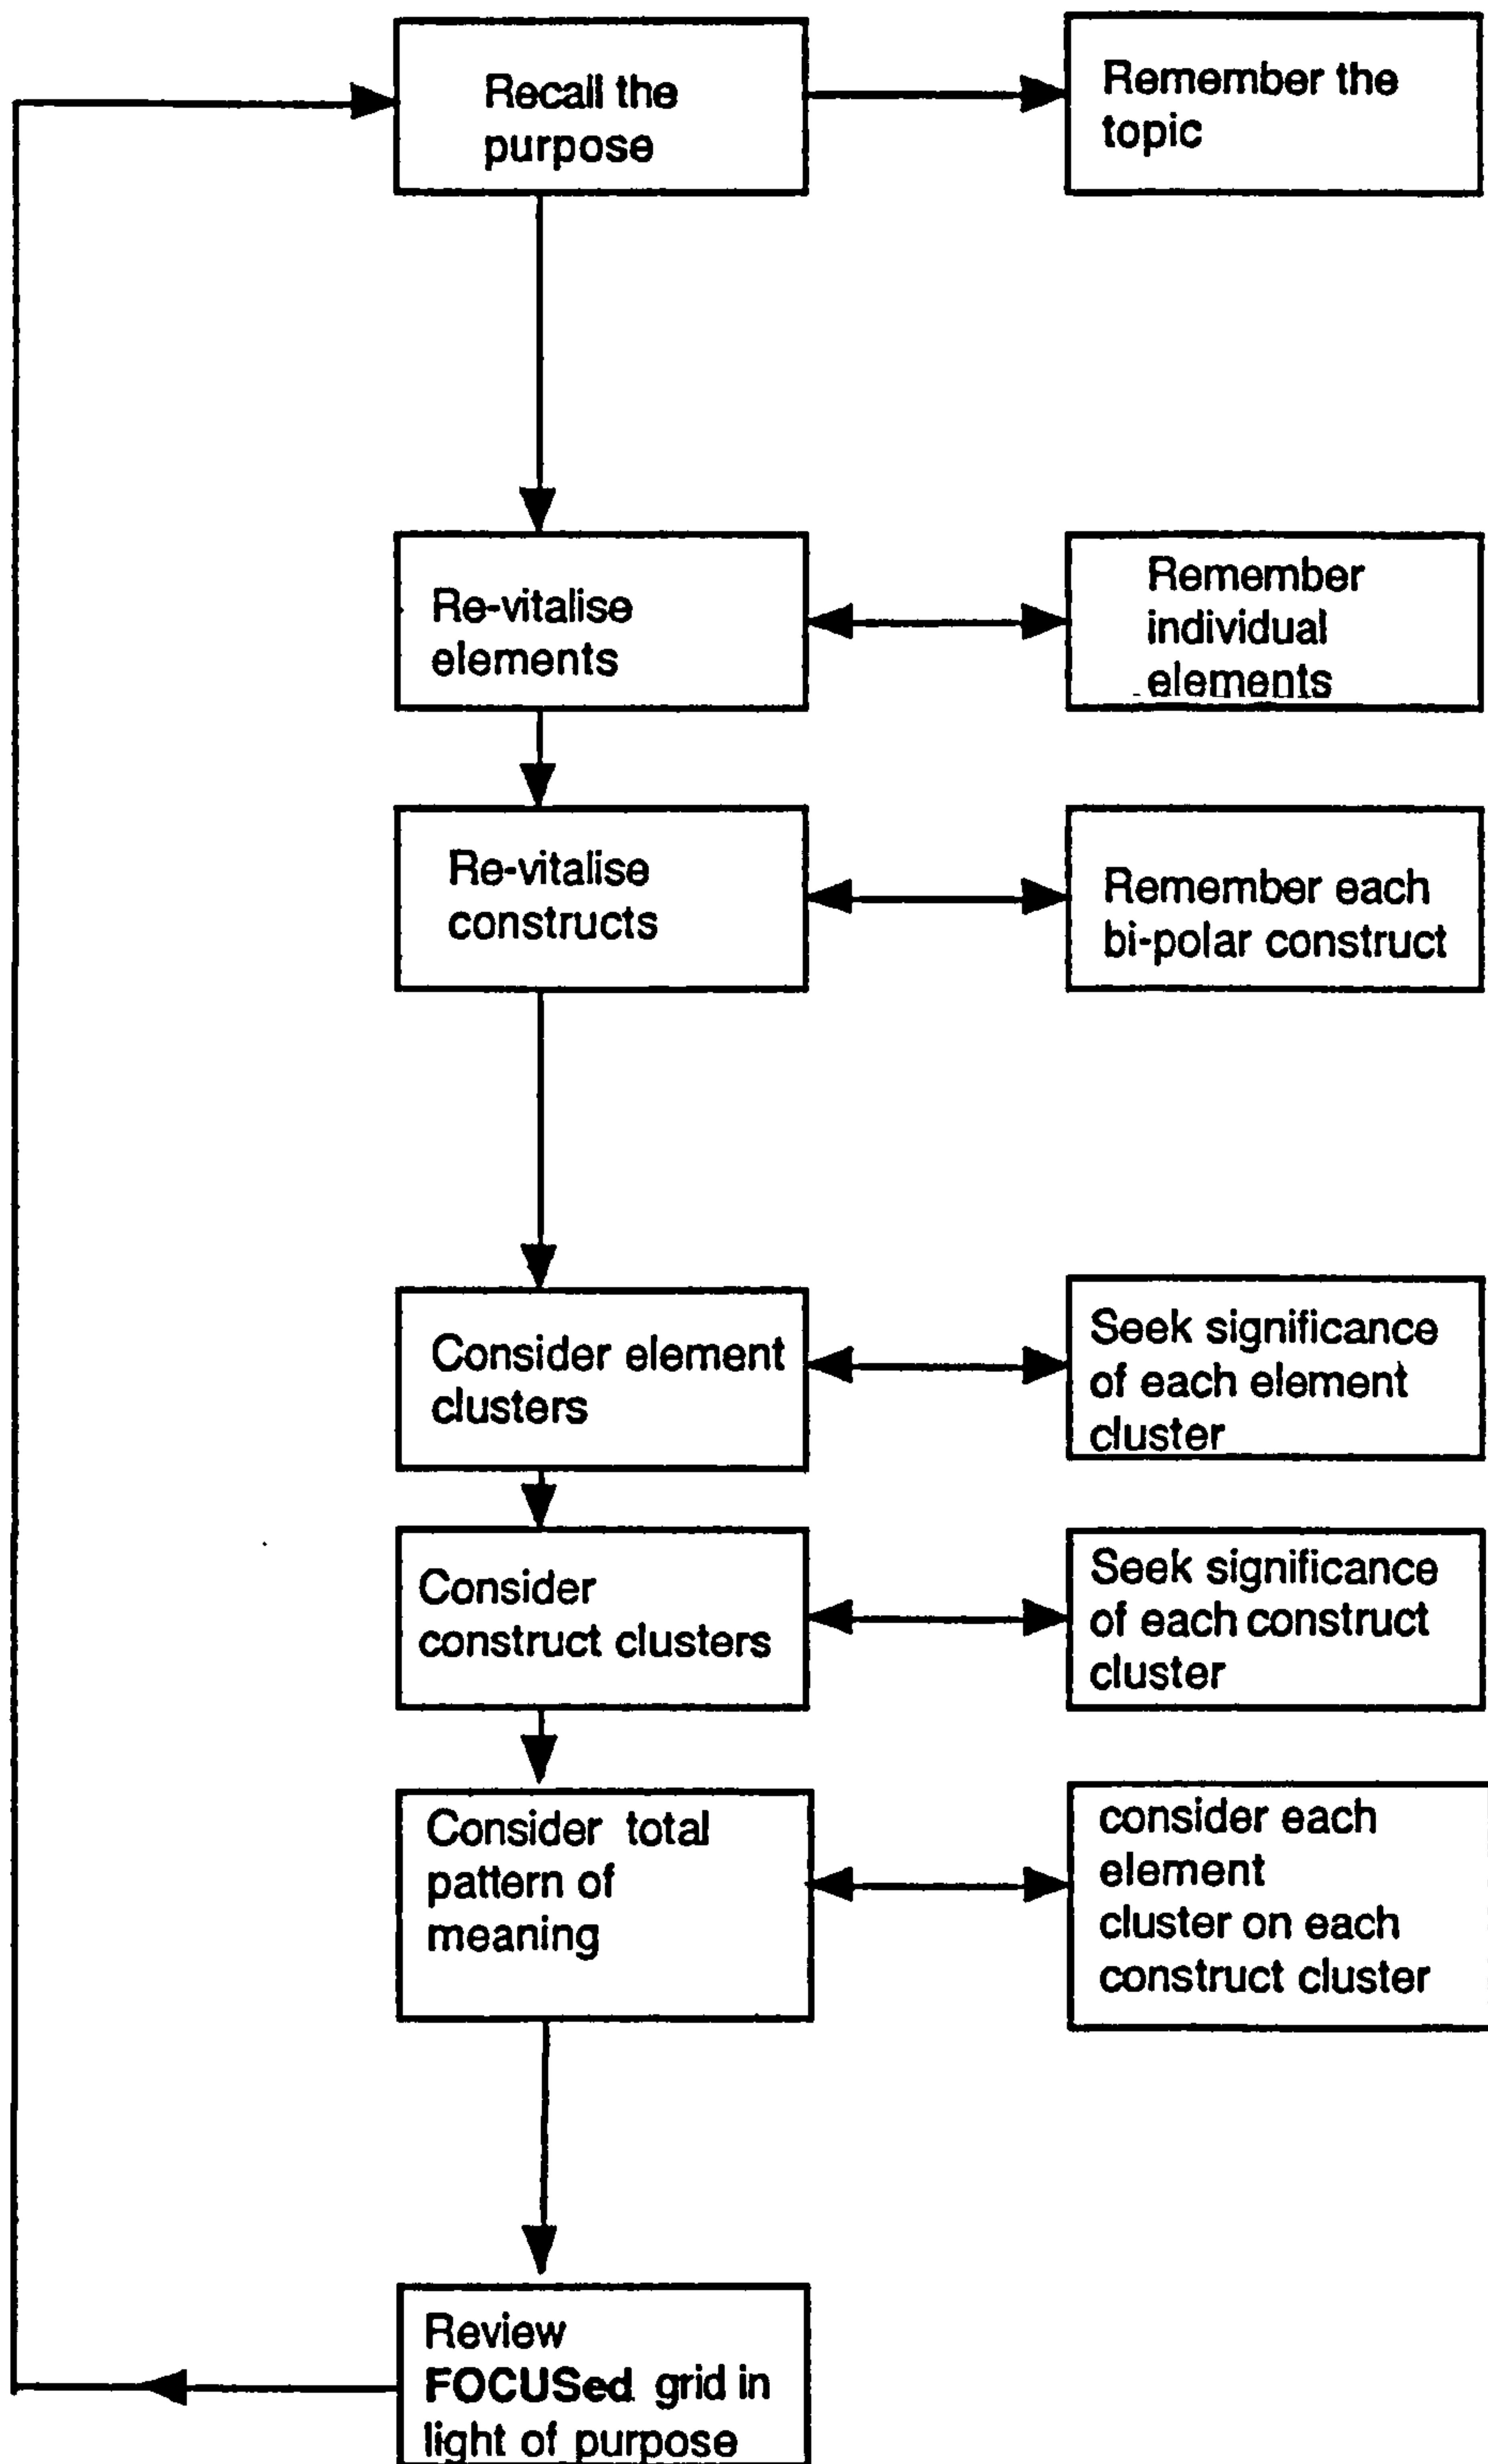 Recall the
purpose
Remember the
topic
Re-vitalise
elements
Remember
individual
elements
Re-vitalise
constructs
Remember each
bi-polar construct
Consider element
clusters
Seek significance
of each element
cluster
Consider
construct clusters
Seek significance
of each construct
cluster
Consider total
pattern of
meaning
consider each
element
cluster on each
construct cluster
Review
FOCUSed grid in
light of purpose